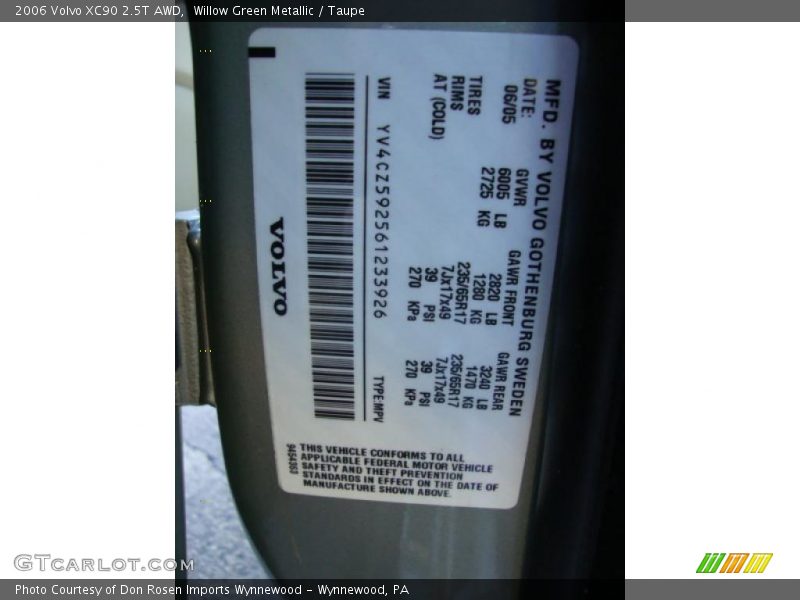 2006 Volvo XC90 2.5T AWD, Willow Green Metallic / Taupe
MFD. BY VOLVO GOTHENBURG SWEDEN
DATE: GVWR GAWR FRONT GAWR REAR
06/05 6005 LB 2820 LB 3240 LB
2725 KG 1280 KG 1470 KG
TIRES 235/65R17 235/65R17
RIMS 7Jx17x49 7Jx17x49
AT (COLD) 39 PSI 39 PSI
270 KPa 270 KPa
VIN YV4CZ592561233926 TYPE:MPV
VOLVO
THIS VEHICLE CONFORMS TO ALL
APPLICABLE FEDERAL MOTOR VEHICLE
SAFETY AND THEFT PREVENTION
STANDARDS IN EFFECT ON THE DATE OF
MANUFACTURE SHOWN ABOVE.
9454363
GTcarlot.com
Photo Courtesy of Don Rosen Imports Wynnewood - Wynnewood, PA